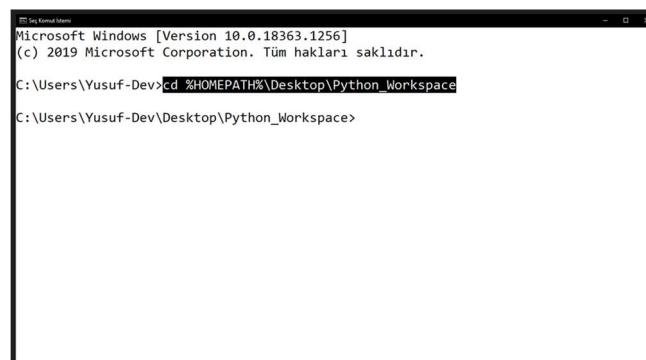 Seç Komut İstemi
Microsoft Windows [Version 10.0.18363.1256]
(c) 2019 Microsoft Corporation. Tüm hakları saklıdır.
C:\Users\Yusuf-Dev>cd %HOMEPATH%\Desktop\Python_Workspace
C:\Users\Yusuf-Dev\Desktop\Python_Workspace>